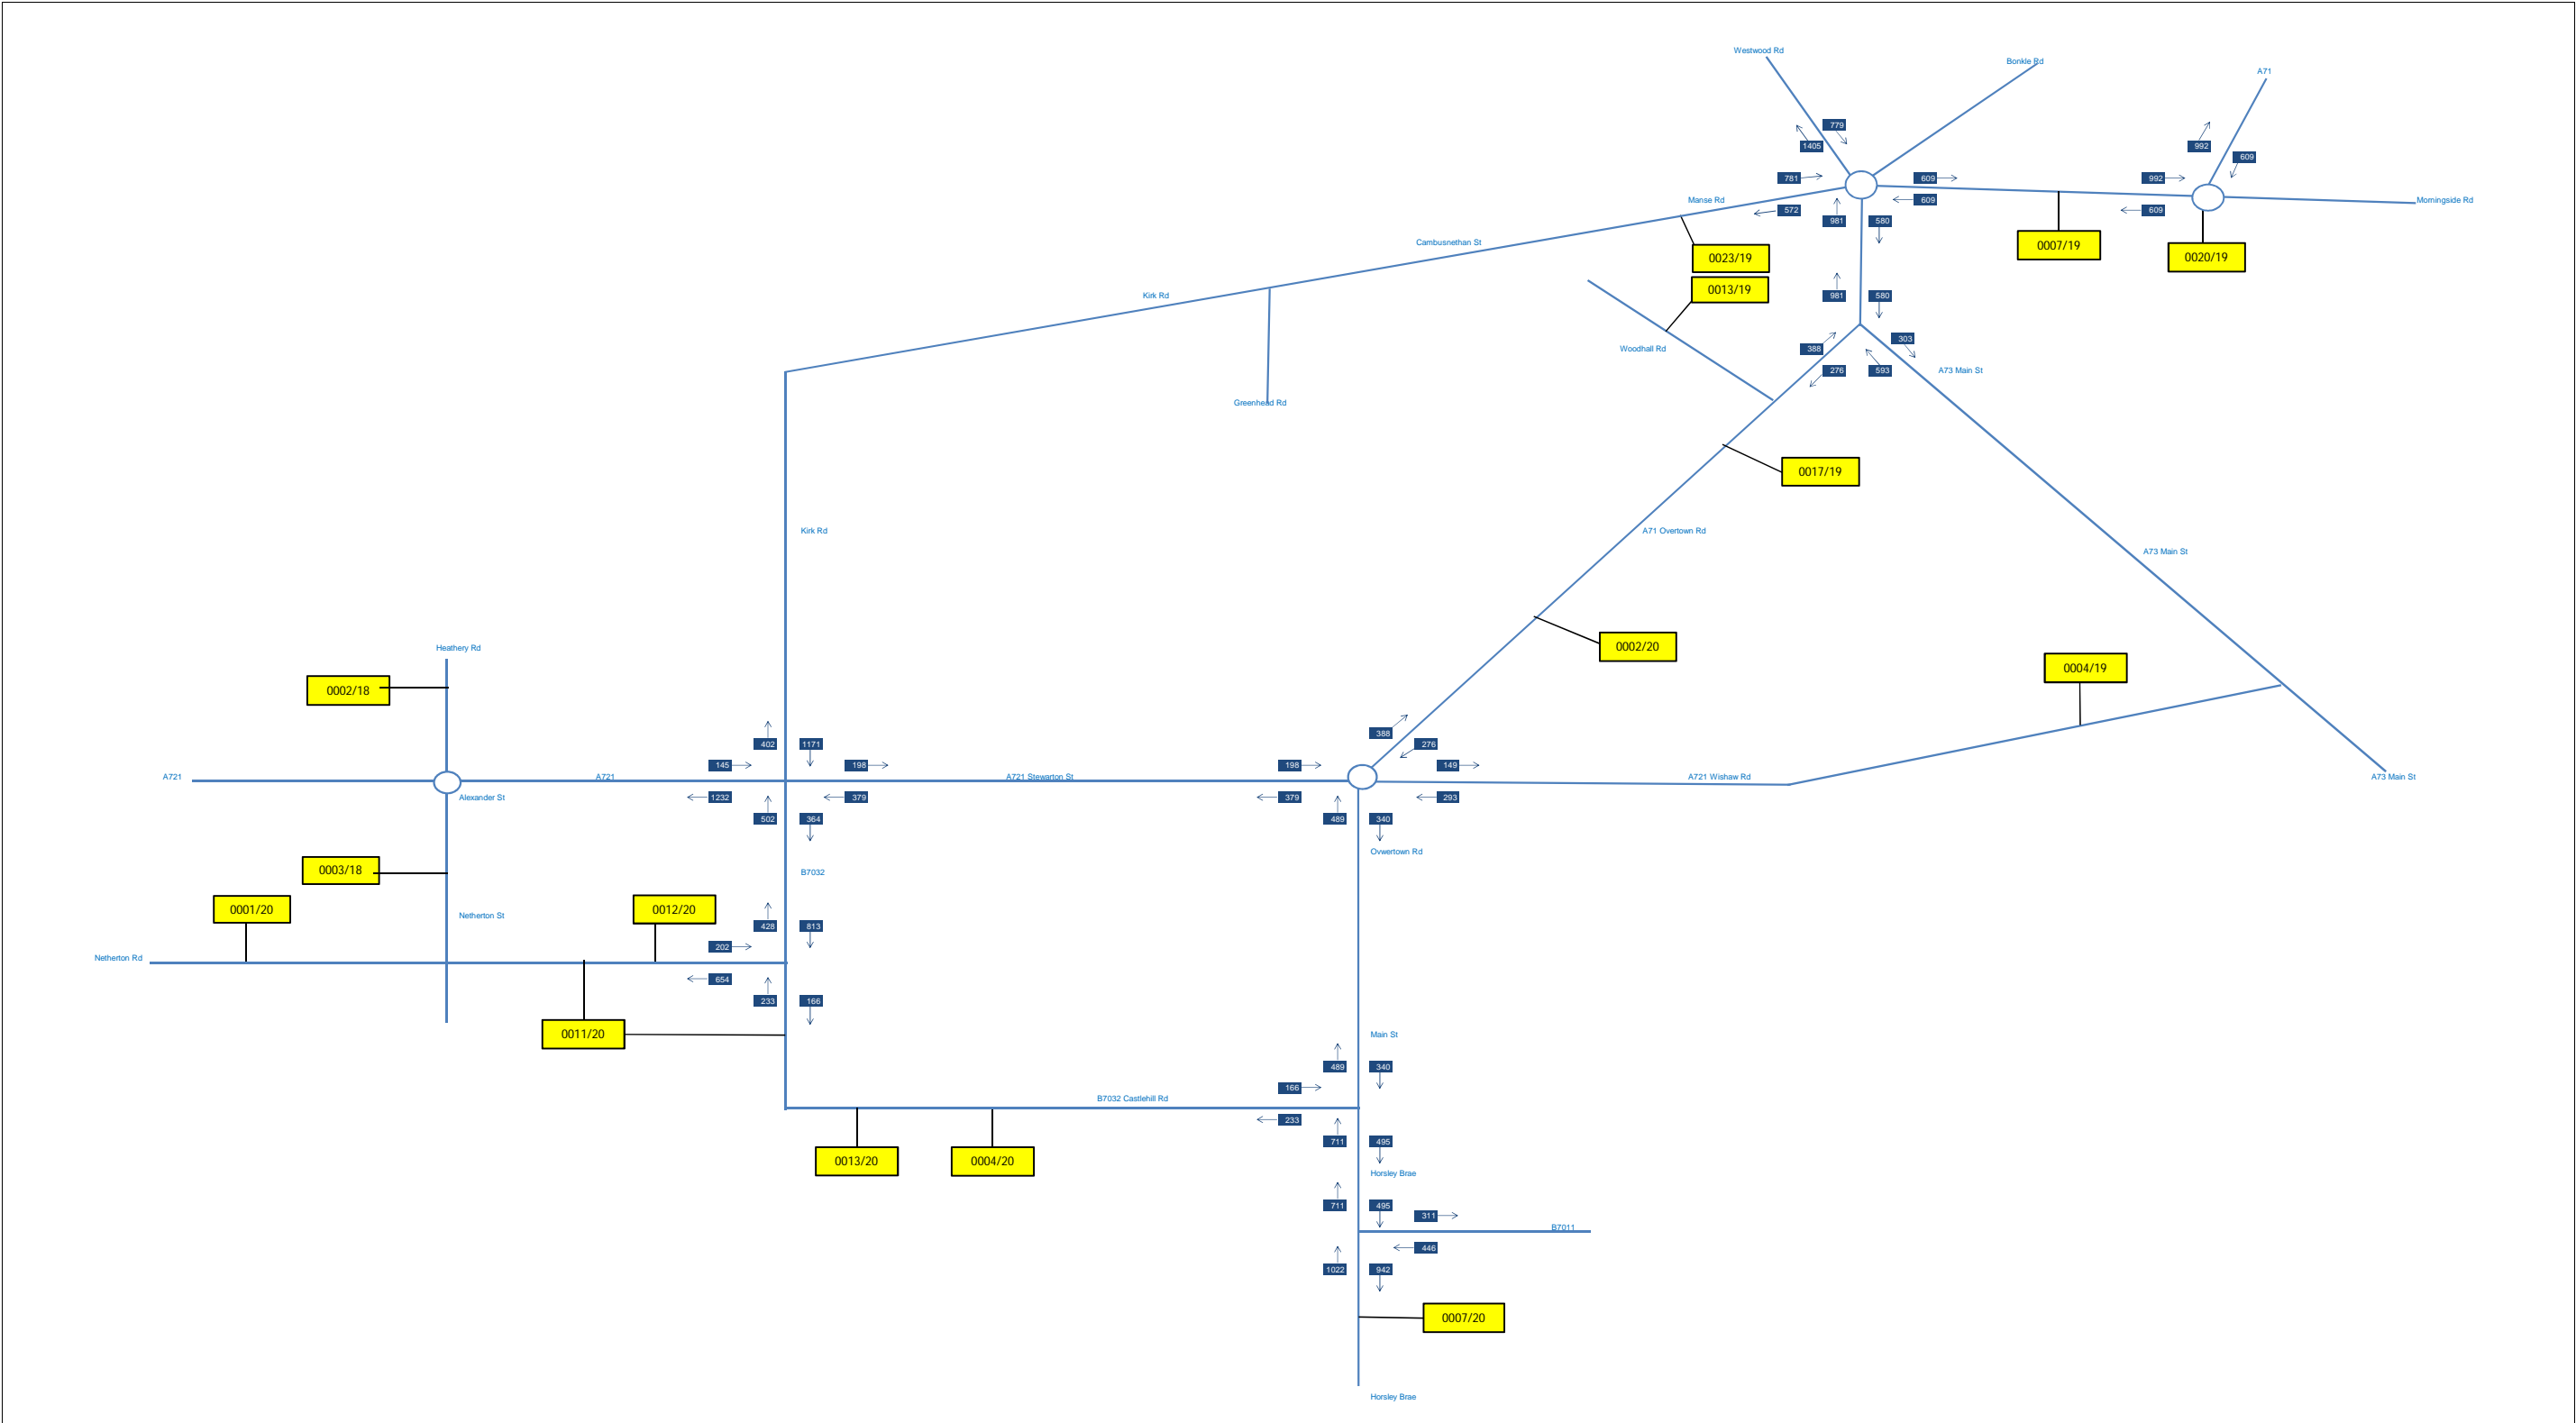 Westwood Rd
Bonkle Rd
A71
779
1405
992
609
781
609
992
Manse Rd
572
981
580
609
609
Morningside Rd
Cambusnethan St
0023/19
0007/19
0020/19
0013/19
Kirk Rd
981
580
Woodhall Rd
388
303
276
593
A73 Main St
Greenhead Rd
0017/19
Kirk Rd
A71 Overtown Rd
A73 Main St
Heathery Rd
0002/18
0002/20
0004/19
388
402
1171
276
145
198
198
149
A721
A721
A721 Stewarton St
A721 Wishaw Rd
A73 Main St
Alexander St
1232
379
379
293
502
364
489
340
Ovwertown Rd
0003/18
B7032
0001/20
0012/20
Netherton St
428
813
202
Netherton Rd
654
233
166
0011/20
Main St
489
340
166
B7032 Castlehill Rd
233
711
495
0013/20
0004/20
Horsley Brae
711
495
311
B7011
446
1022
942
0007/20
Horsley Brae